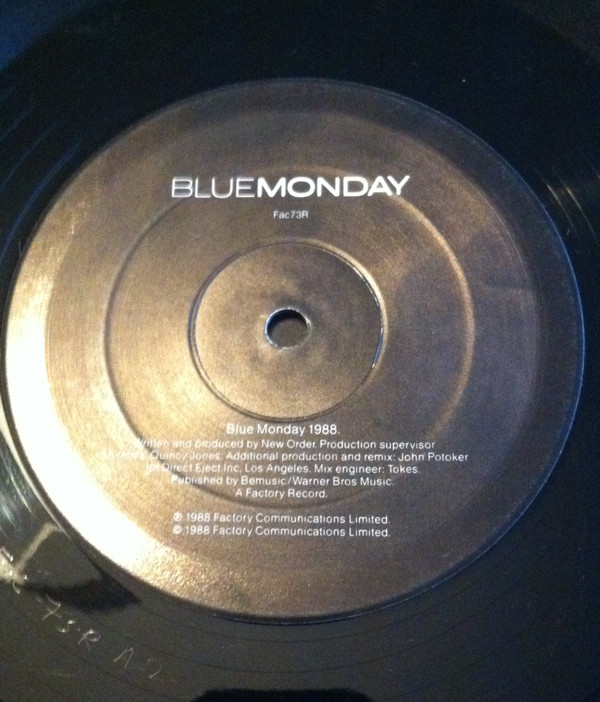 BLUEMONDAY
Fac73R
Blue Monday 1988.
Written and produced by New Order. Production supervisor
Quincy Jones. Additional production and remix: John Potoker
of Direct Eject Inc, Los Angeles. Mix engineer: Tokes.
Published by Bemusic/Warner Bros Music.
A Factory Record.
℗ 1988 Factory Communications Limited.
© 1988 Factory Communications Limited.
73R A-2